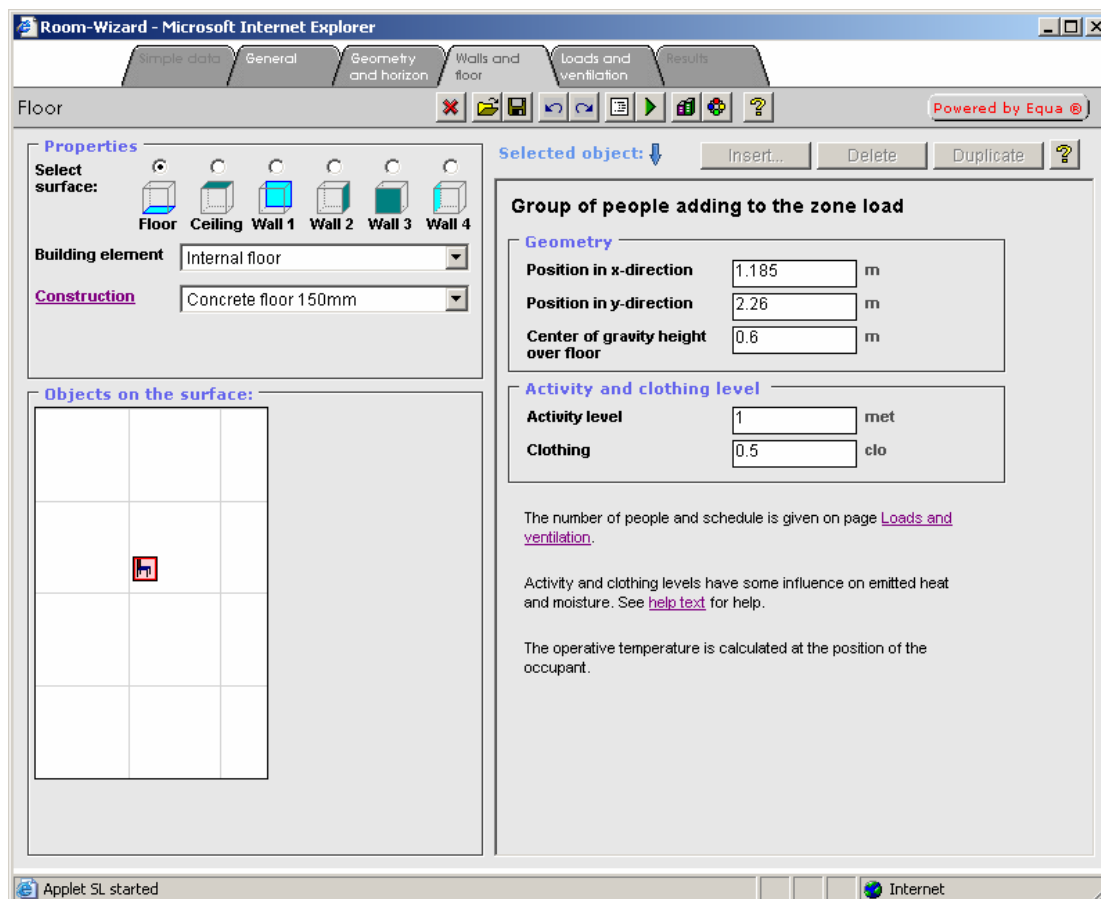 Room-Wizard - Microsoft Internet Explorer
Simple data
General
Geometry
and horizon
Walls and
floor
Loads and
ventilation
Results
Floor
Powered by Equa ®
Properties
Select
surface:
Floor Ceiling Wall 1 Wall 2 Wall 3 Wall 4
Building element Internal floor
Construction Concrete floor 150mm
Objects on the surface:
Selected object: Insert... Delete Duplicate
Group of people adding to the zone load
Geometry
Position in x-direction 1.185 m
Position in y-direction 2.26 m
Center of gravity height
over floor 0.6 m
Activity and clothing level
Activity level 1 met
Clothing 0.5 clo
The number of people and schedule is given on page Loads and
ventilation.
Activity and clothing levels have some influence on emitted heat
and moisture. See help text for help.
The operative temperature is calculated at the position of the
occupant.
Applet SL started
Internet